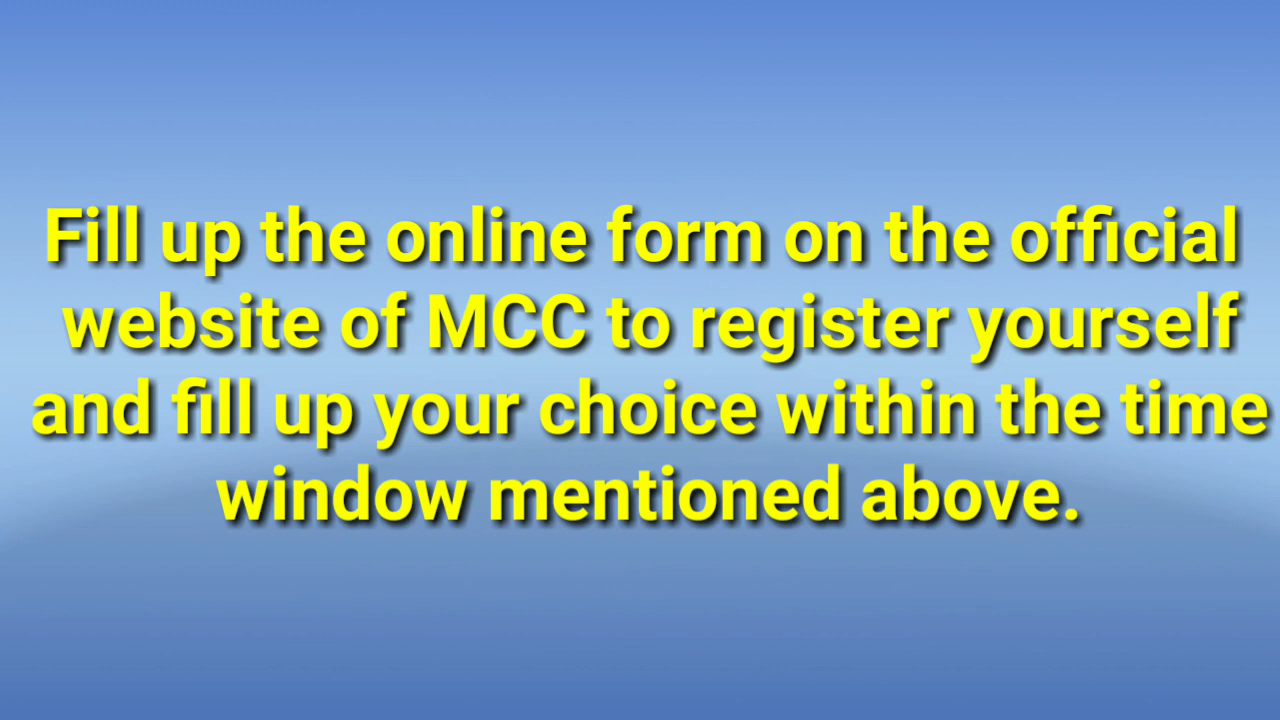 Fill up the online form on the official
website of MCC to register yourself
and fill up your choice within the time
window mentioned above.